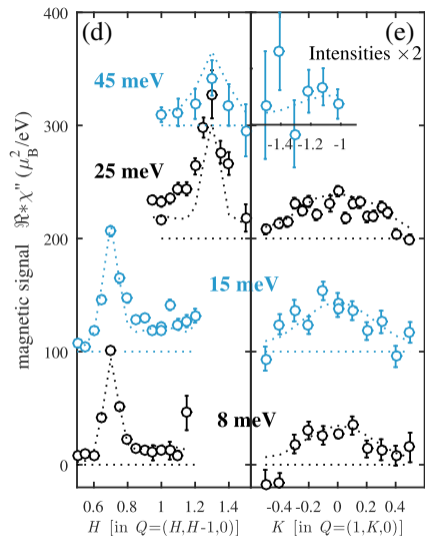 400
(d)
(e)
Intensities ×2
45 meV
300
-1.4 -1.2 -1
25 meV
magnetic signal ℜ*χ'' (μ_B^2/eV)
200
15 meV
100
8 meV
0
0.6 0.8 1 1.2 1.4
-0.4 -0.2 0 0.2 0.4
H [in Q=(H,H-1,0)]
K [in Q=(1,K,0)]